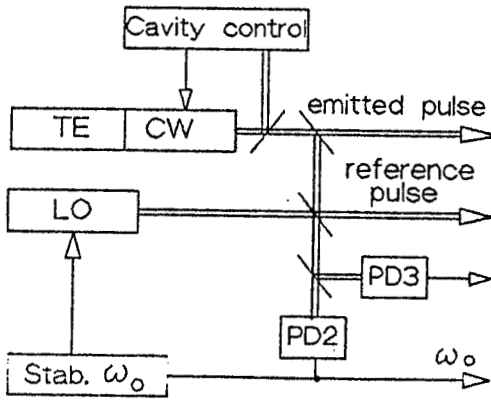 Cavity control
TE CW
emitted pulse
reference
pulse
LO
PD3
PD2
Stab. ω₀
ω₀